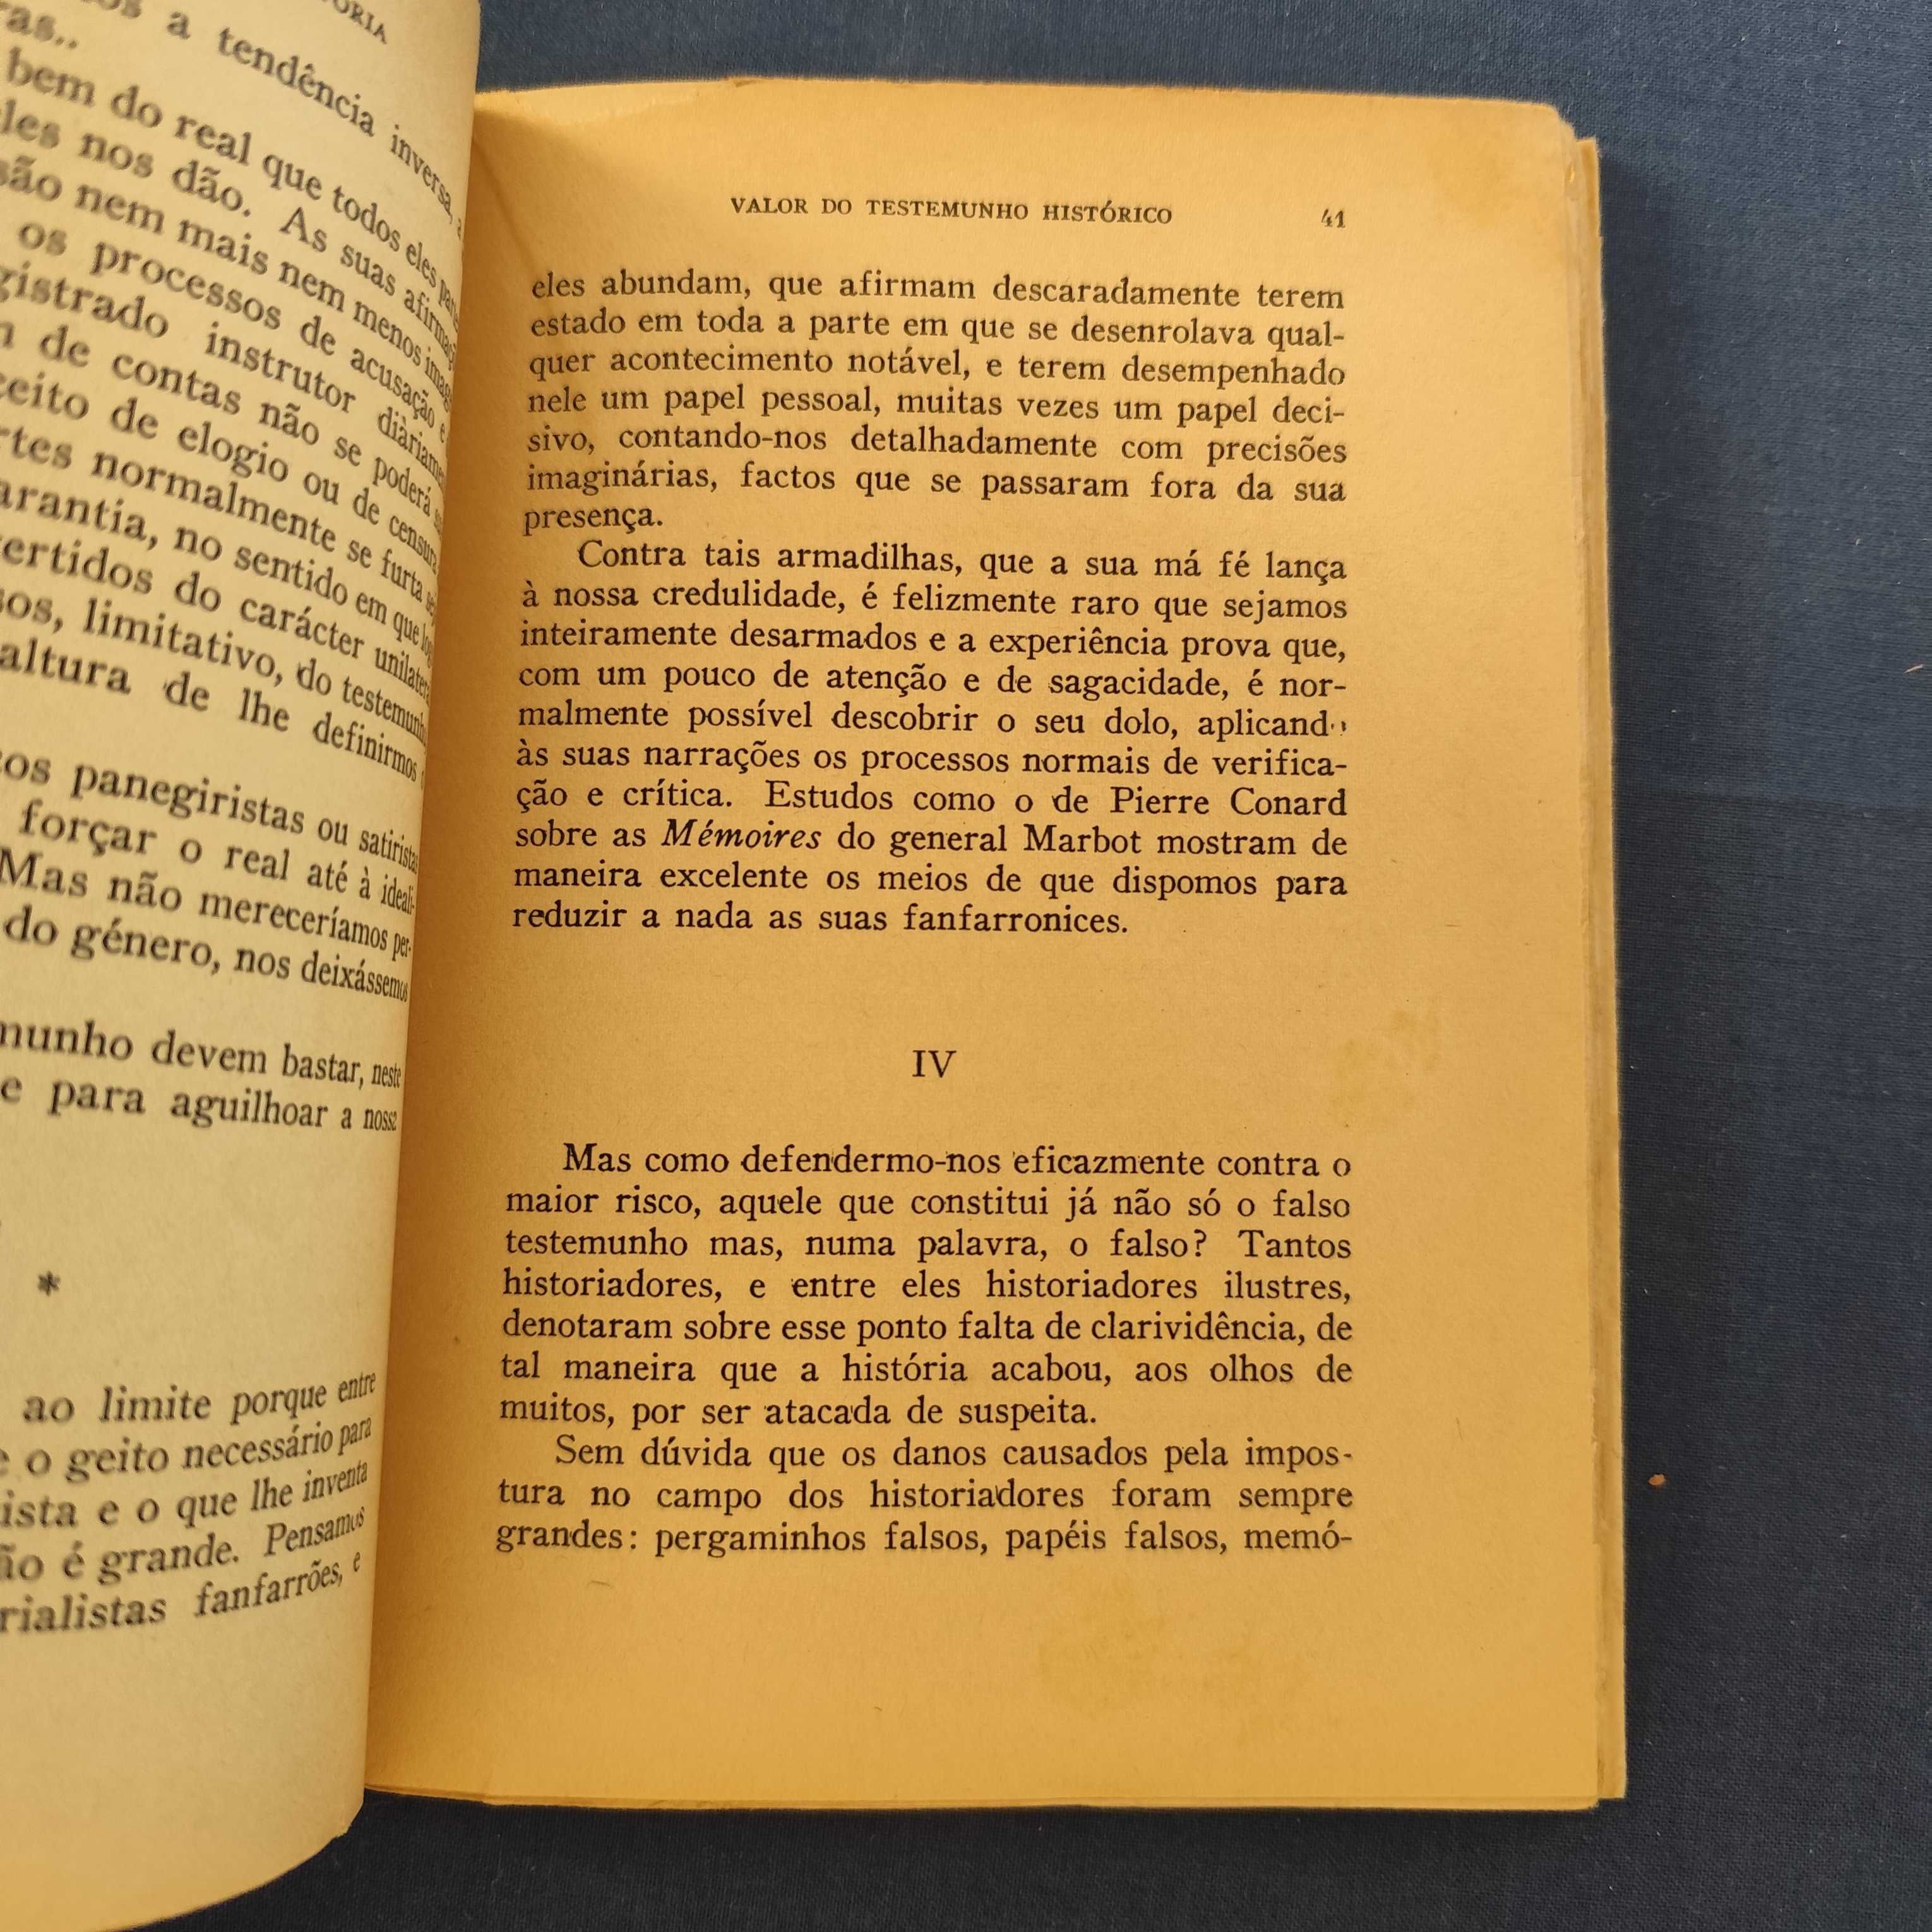 a tendência inversa,
bem do real que todos eles
nos dão. As suas
nem mais nem menos
os processos de acusação e
instrutor
de contas não se poderá
de elogio ou de censura
normalmente se furta
no sentido em que
do carácter
limitativo, do
altura de lhe definirmos
panegiristas ou
forçar o real até à ideali-
Mas não mereceríamos per-
do género, nos deixássemos
devem bastar, neste
e para aguilhoar a nossa
*
ao limite porque entre
o geito necessário para
e o que lhe inventa
é grande. Pensamos
fanfarrões, e
VALOR DO TESTEMUNHO HISTÓRICO 41
eles abundam, que afirmam descaradamente terem
estado em toda a parte em que se desenrolava qual-
quer acontecimento notável, e terem desempenhado
nele um papel pessoal, muitas vezes um papel deci-
sivo, contando-nos detalhadamente com precisões
imaginárias, factos que se passaram fora da sua
presença.
Contra tais armadilhas, que a sua má fé lança
à nossa credulidade, é felizmente raro que sejamos
inteiramente desarmados e a experiência prova que,
com um pouco de atenção e de sagacidade, é nor-
malmente possível descobrir o seu dolo, aplicando
às suas narrações os processos normais de verifica-
ção e crítica. Estudos como o de Pierre Conard
sobre as Mémoires do general Marbot mostram de
maneira excelente os meios de que dispomos para
reduzir a nada as suas fanfarronices.
IV
Mas como defendermo-nos eficazmente contra o
maior risco, aquele que constitui já não só o falso
testemunho mas, numa palavra, o falso? Tantos
historiadores, e entre eles historiadores ilustres,
denotaram sobre esse ponto falta de clarividência, de
tal maneira que a história acabou, aos olhos de
muitos, por ser atacada de suspeita.
Sem dúvida que os danos causados pela impos-
tura no campo dos historiadores foram sempre
grandes: pergaminhos falsos, papéis falsos, memó-